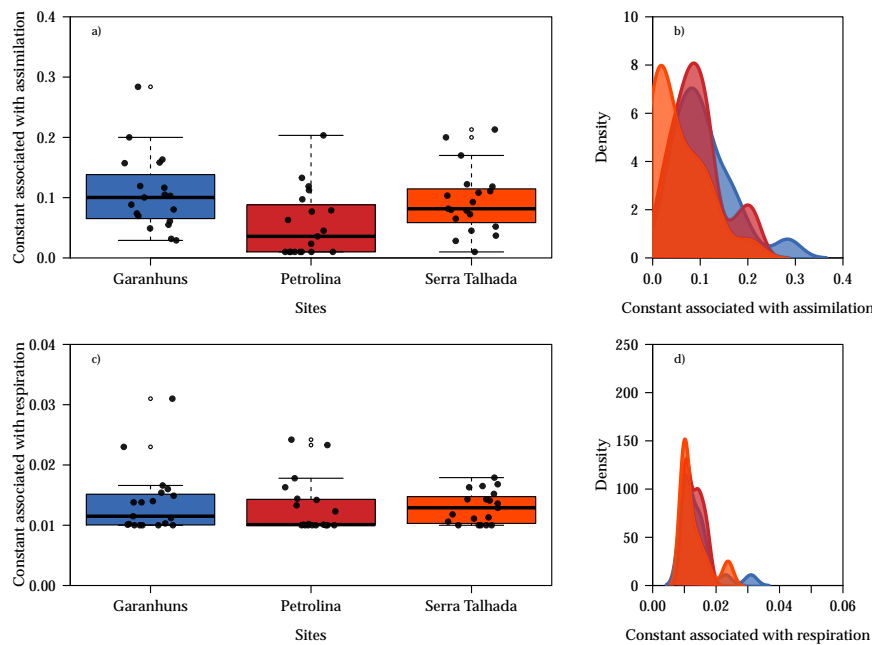 a)
Constant associated with assimilation
0.4
0.3
0.2
0.1
0.0
Garanhuns Petrolina Serra Talhada
Sites
b)
Density
10
8
6
4
2
0
0.0 0.1 0.2 0.3 0.4
Constant associated with assimilation
c)
Constant associated with respiration
0.04
0.03
0.02
0.01
0.00
Garanhuns Petrolina Serra Talhada
Sites
d)
Density
250
200
150
100
50
0
0.00 0.02 0.04 0.06
Constant associated with respiration